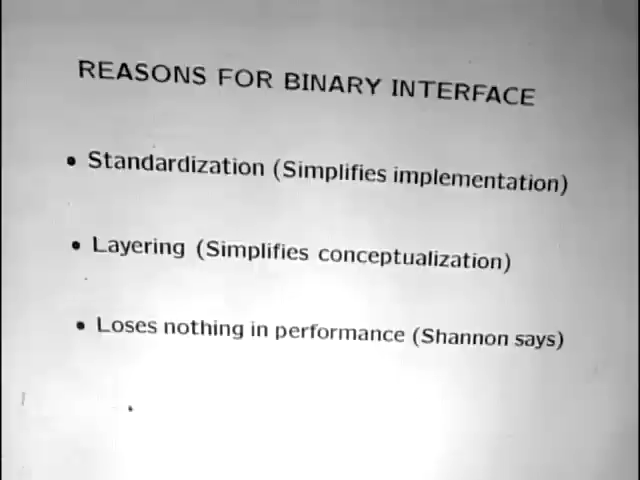 REASONS FOR BINARY INTERFACE
• Standardization (Simplifies implementation)
• Layering (Simplifies conceptualization)
• Loses nothing in performance (Shannon says)